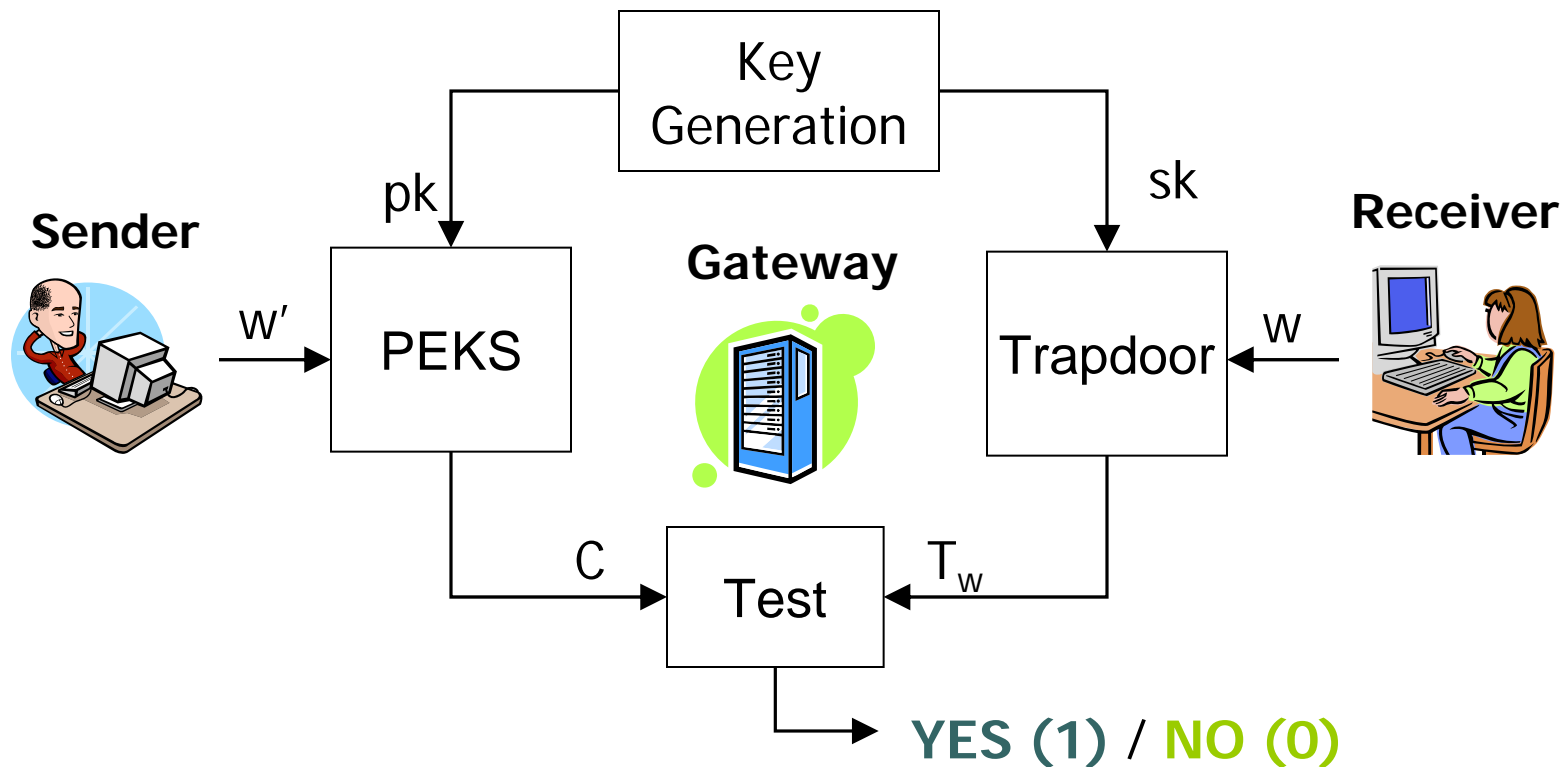 Key
Generation
pk
sk
Sender
Gateway
Receiver
w′
PEKS
Trapdoor
w
C
Test
Tw
YES (1) / NO (0)